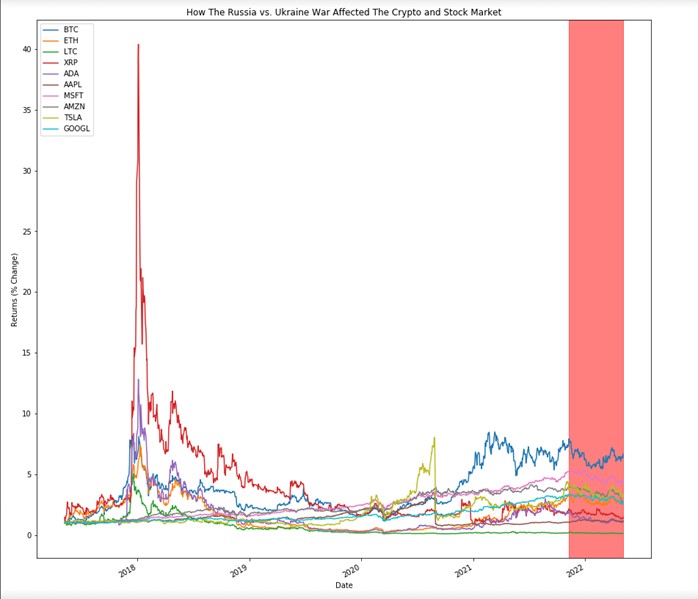 How The Russia vs. Ukraine War Affected The Crypto and Stock Market
BTC
ETH
LTC
XRP
ADA
AAPL
MSFT
AMZN
TSLA
GOOGL
Returns (% Change)
40
35
30
25
20
15
10
5
0
2018
2019
2020
2021
2022
Date